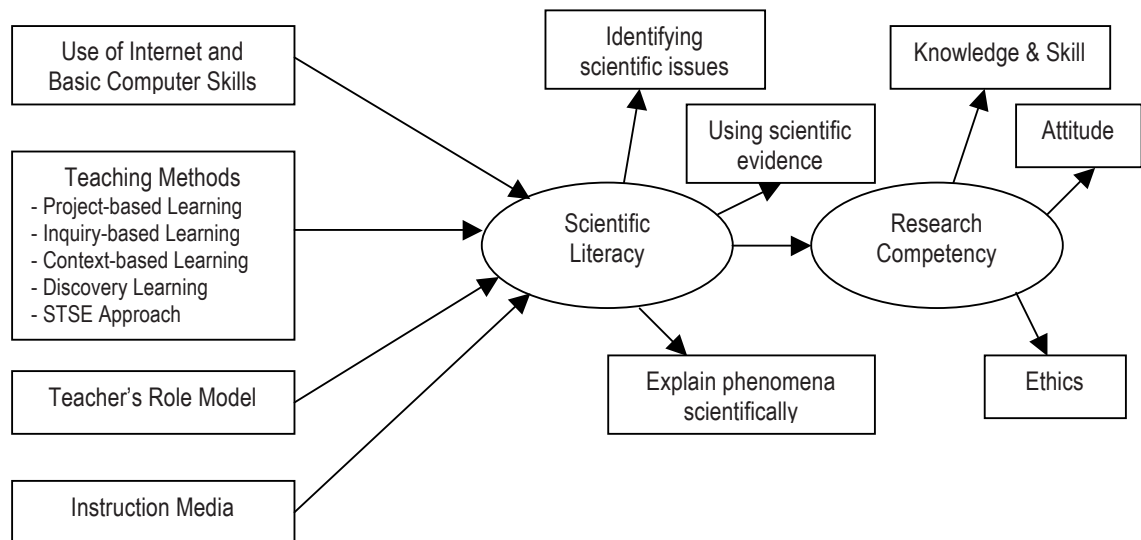 Use of Internet and
Basic Computer Skills
Teaching Methods
- Project-based Learning
- Inquiry-based Learning
- Context-based Learning
- Discovery Learning
- STSE Approach
Teacher’s Role Model
Instruction Media
Identifying
scientific issues
Using scientific
evidence
Scientific
Literacy
Explain phenomena
scientifically
Knowledge & Skill
Attitude
Research
Competency
Ethics